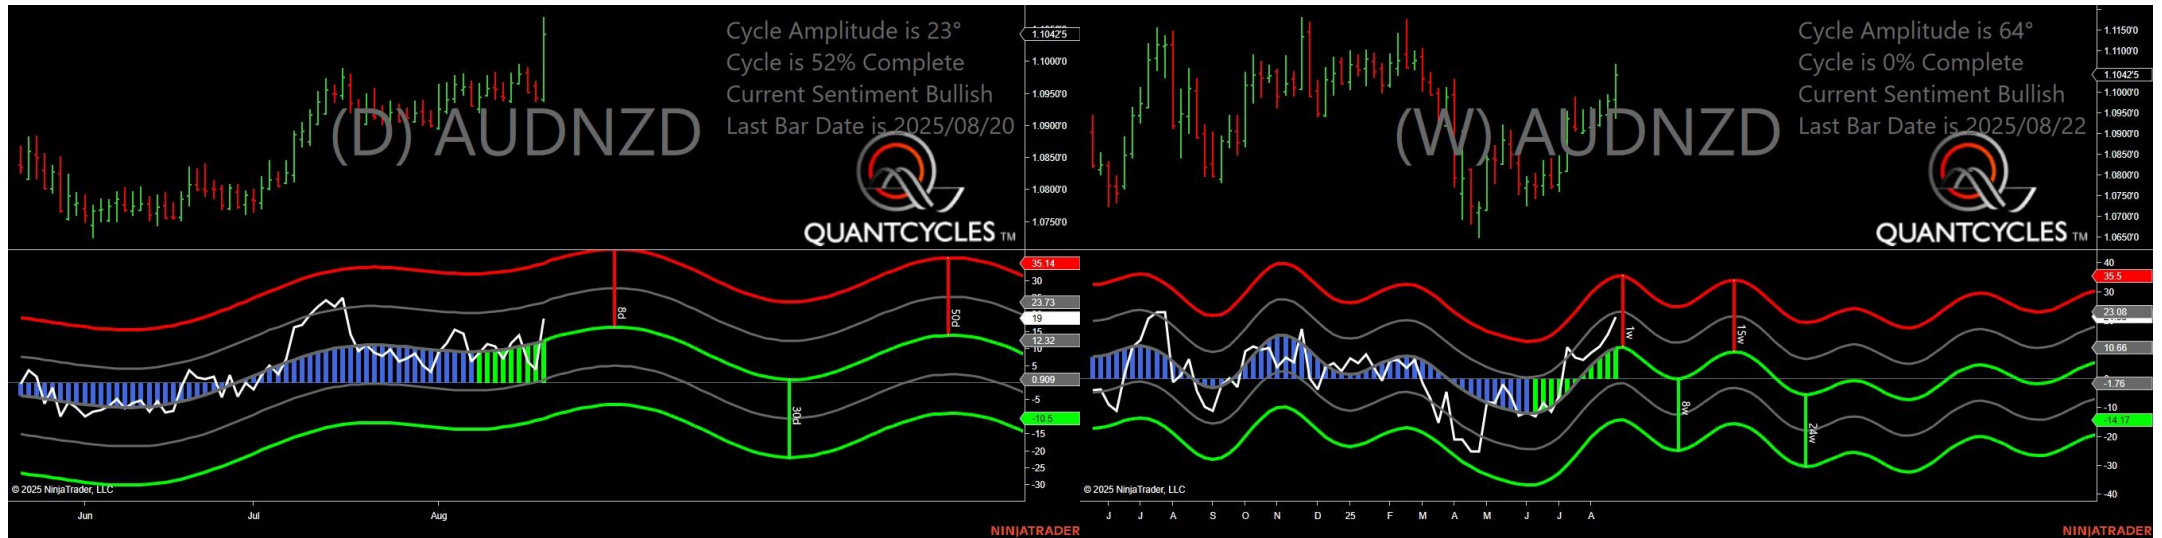 Cycle Amplitude is 23°
Cycle is 52% Complete
Current Sentiment Bullish
Last Bar Date is 2025/08/20
(D) AUDNZD
QUANTCYCLES TM
1.1042'5
1.1000'0
1.0950'0
1.0900'0
1.0850'0
1.0800'0
1.0750'0
35.14
30
23.73
19
15
12.32
10
5
0.909
-5
-10.5
-15
-20
-25
-30
8d
30d
50d
© 2025 NinjaTrader, LLC
Jun
Jul
Aug
NINJATRADER
Cycle Amplitude is 64°
Cycle is 0% Complete
Current Sentiment Bullish
Last Bar Date is 2025/08/22
(W) AUDNZD
QUANTCYCLES TM
1.1150'0
1.1100'0
1.1042'5
1.1000'0
1.0950'0
1.0900'0
1.0850'0
1.0800'0
1.0750'0
1.0700'0
1.0650'0
40
35.5
30
23.08
10.66
-1.76
-10
-14.17
-20
-30
-40
1w
8w
15w
24w
© 2025 NinjaTrader, LLC
J
J
A
S
O
N
D
25
F
M
A
M
J
J
A
NINJATRADER